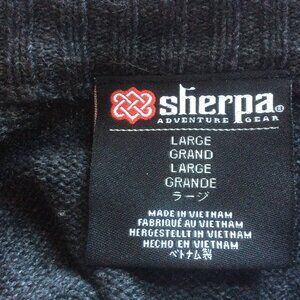 sherpa
ADVENTURE GEAR
LARGE
GRAND
LARGE
GRANDE
ラージ
MADE IN VIETNAM
FABRIQUÉ AU VIETNAM
HERGESTELLT IN VIETNAM
HECHO EN VIETNAM
ベトナム製